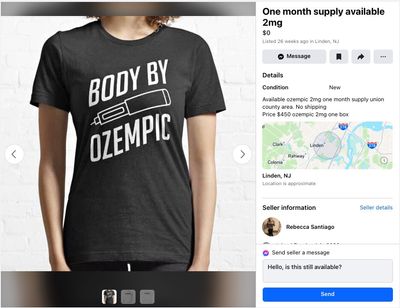 BODY BY
OZEMPIC
One month supply available
2mg
$0
Listed 26 weeks ago in Linden, NJ
Message
Details
Condition New
Available ozempic 2mg one month supply union
county area. No shipping
Price $450 ozempic 2mg one box
Clark
Linden
Rahway
Colonia
Linden, NJ
Location is approximate
Seller information Seller details
Rebecca Santiago
Send seller a message
Hello, is this still available?
Send